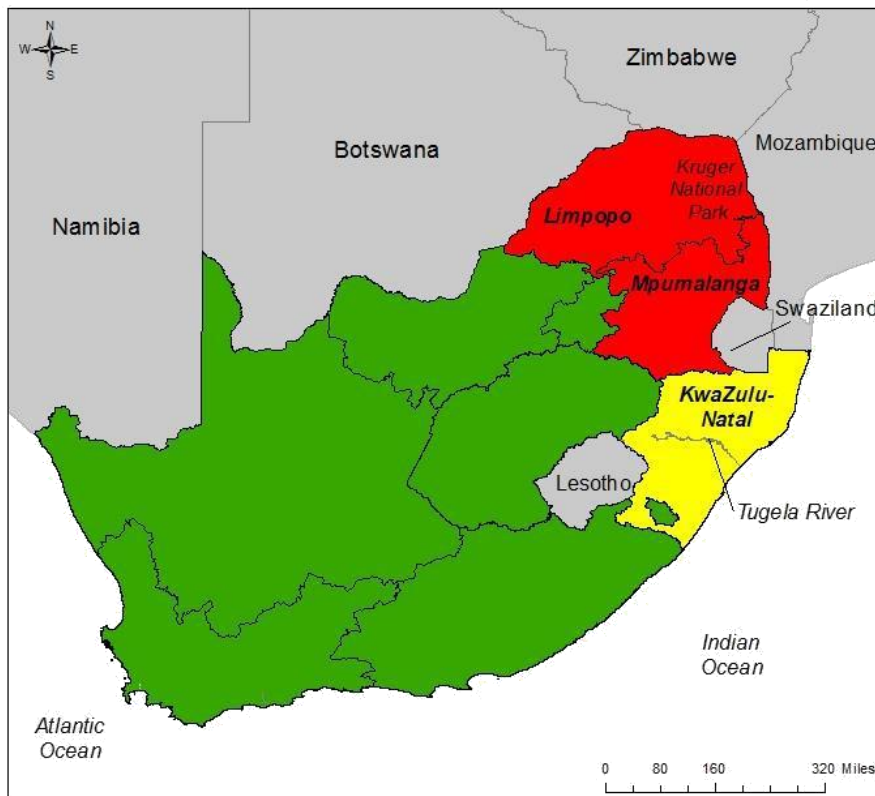 N
W E
S
Zimbabwe
Mozambique
Botswana
Kruger
National
Park
Limpopo
Namibia
Mpumalanga
Swaziland
KwaZulu-
Natal
Lesotho
Tugela River
Indian
Ocean
Atlantic
Ocean
0 80 160 320 Miles